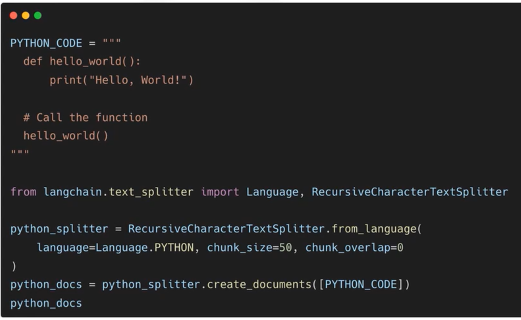 PYTHON_CODE = """
  def hello_world():
      print("Hello, World!")
  # Call the function
  hello_world()
"""
from langchain.text_splitter import Language, RecursiveCharacterTextSplitter
python_splitter = RecursiveCharacterTextSplitter.from_language(
    language=Language.PYTHON, chunk_size=50, chunk_overlap=0
)
python_docs = python_splitter.create_documents([PYTHON_CODE])
python_docs